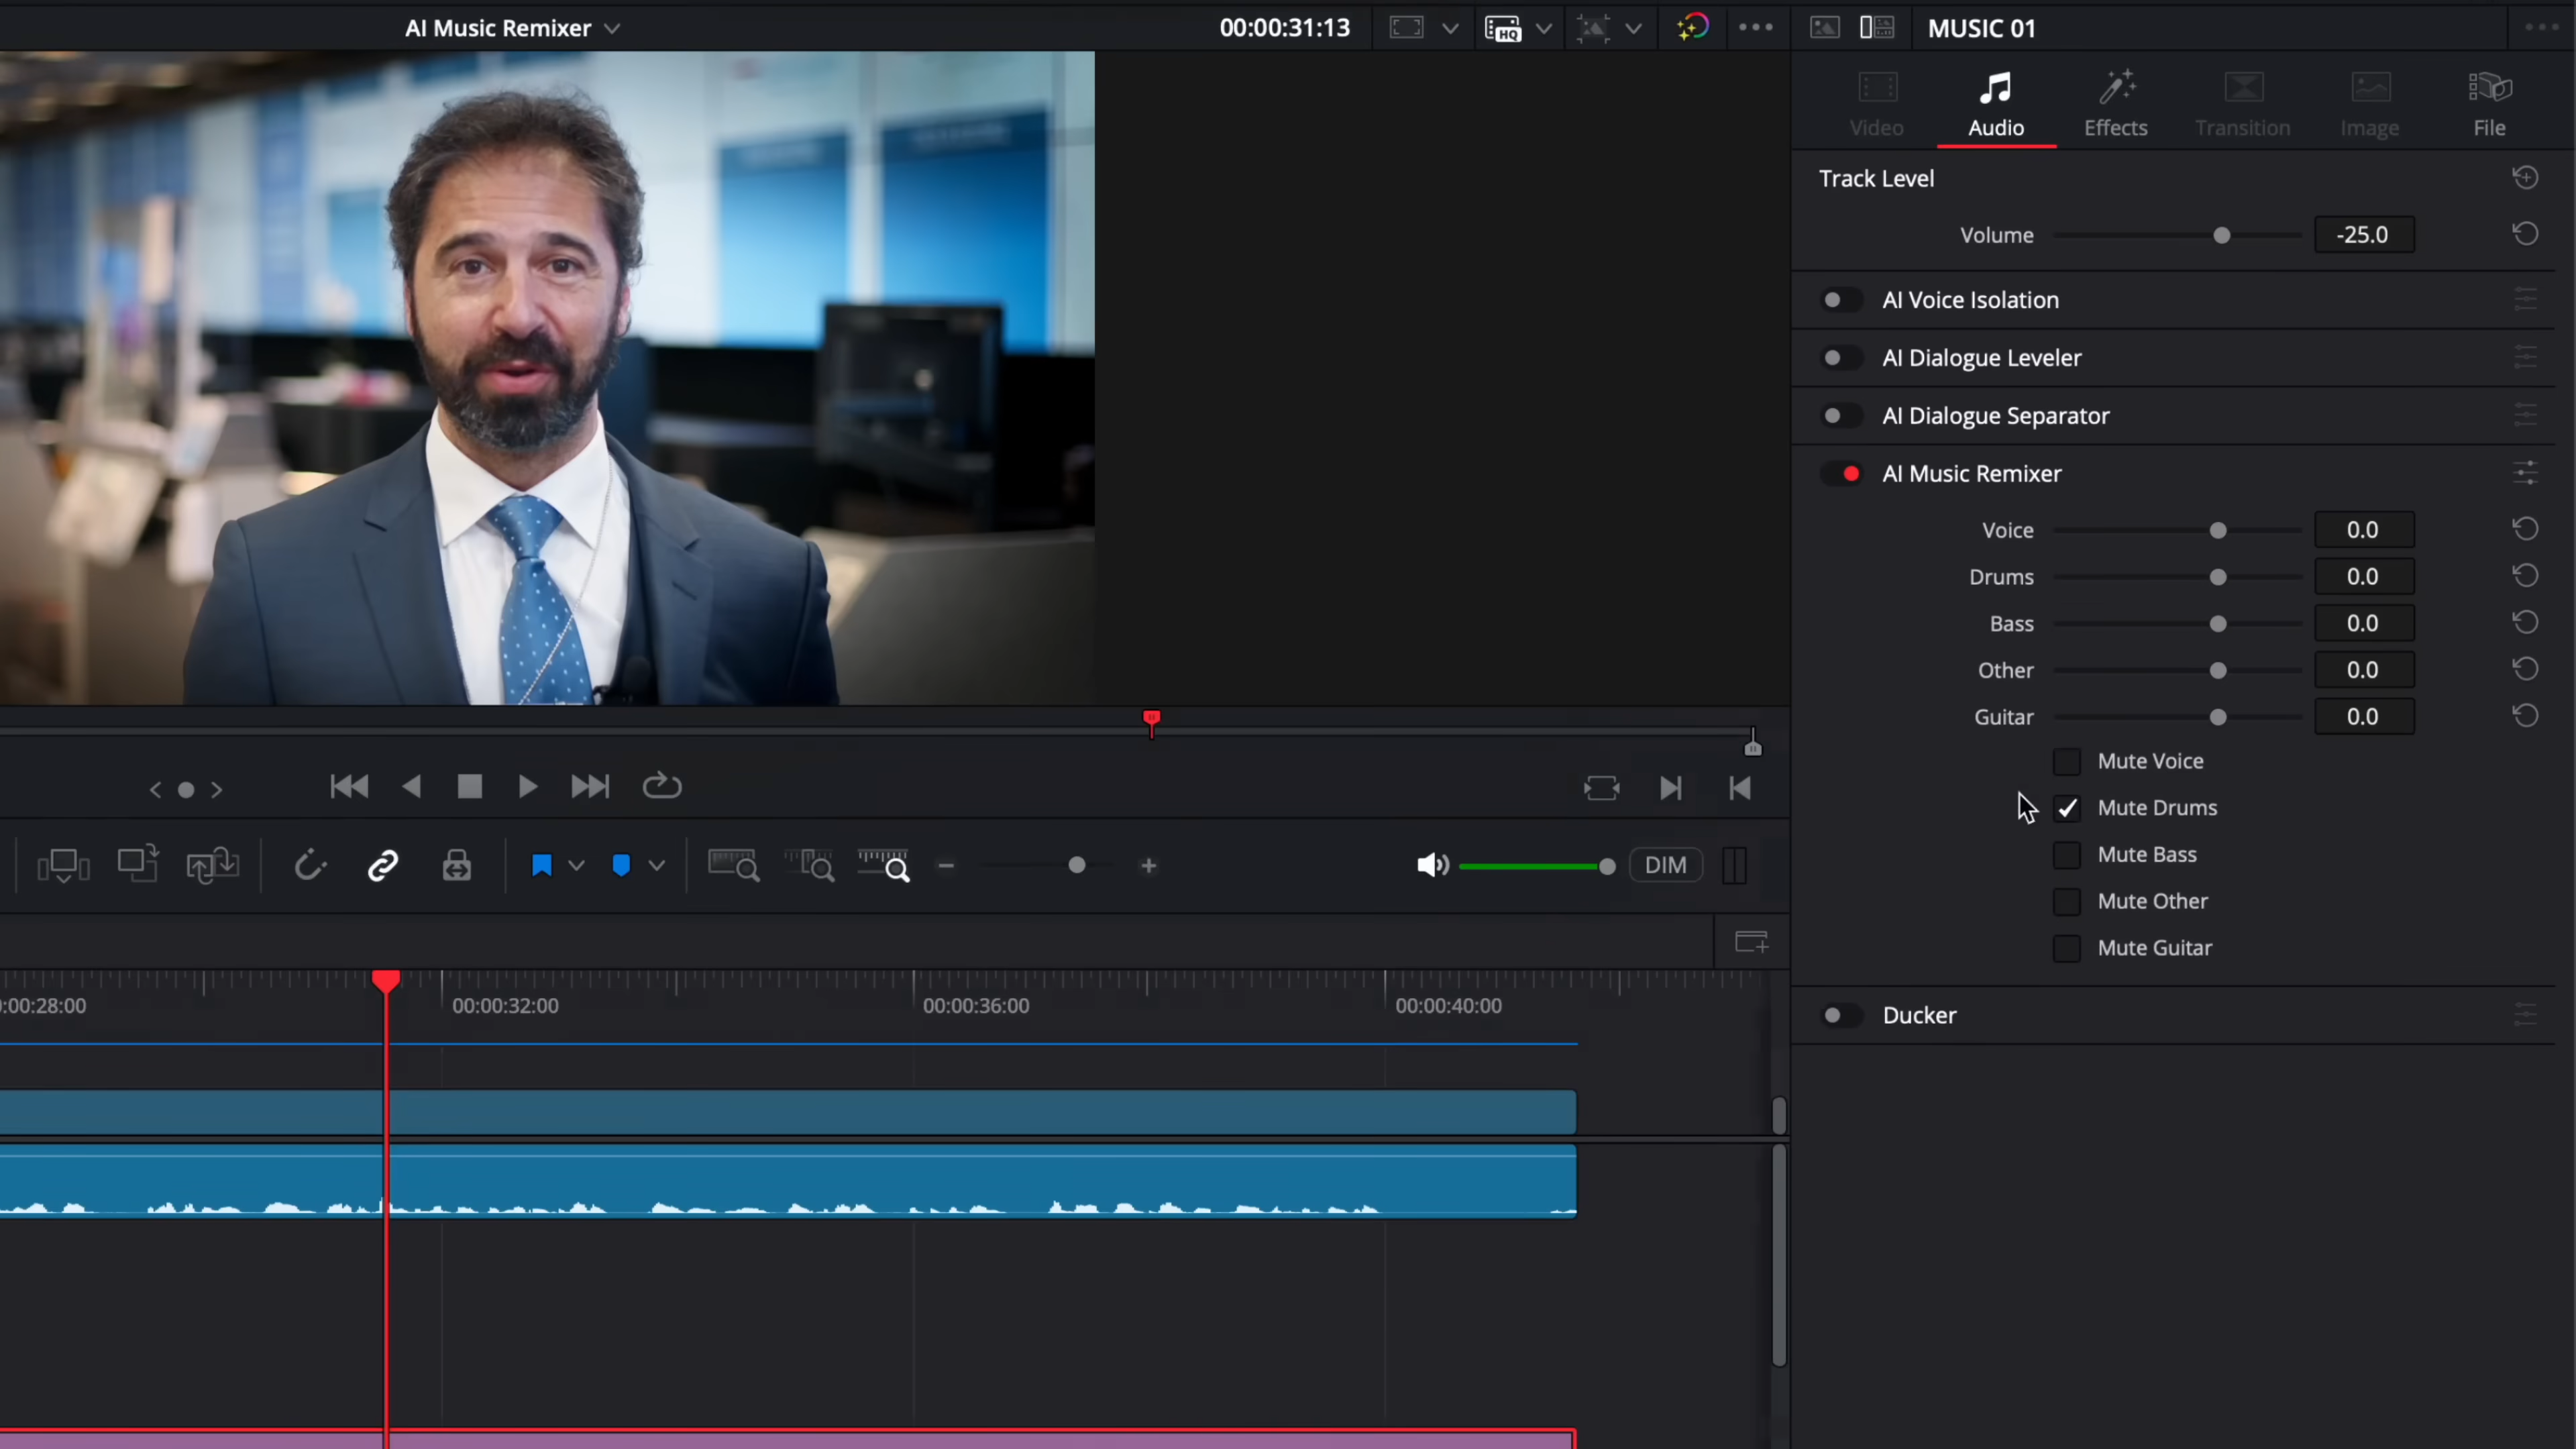 AI Music Remixer
00:00:31:13
HQ
MUSIC 01
Video
Audio
Effects
Transition
Image
File
Track Level
Volume
-25.0
AI Voice Isolation
AI Dialogue Leveler
AI Dialogue Separator
AI Music Remixer
Voice
0.0
Drums
0.0
Bass
0.0
Other
0.0
Guitar
0.0
Mute Voice
Mute Drums
Mute Bass
Mute Other
Mute Guitar
Ducker
DIM
:00:28:00
00:00:32:00
00:00:36:00
00:00:40:00